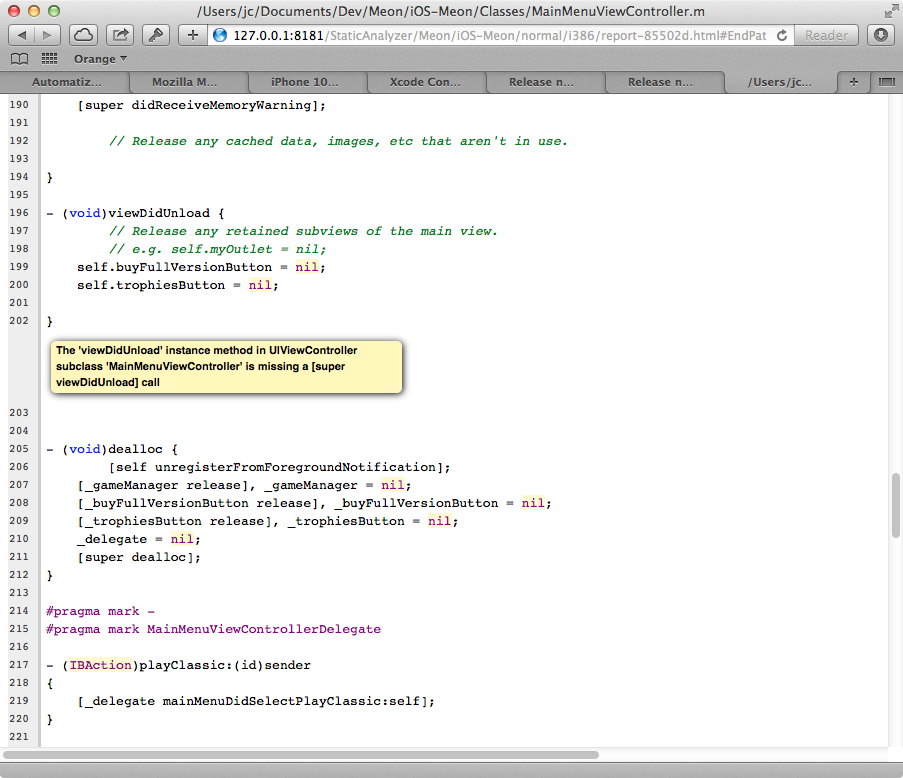 /Users/jc/Documents/Dev/Meon/iOS-Meon/Classes/MainMenuViewController.m
127.0.0.1:8181/StaticAnalyzer/Meon/iOS-Meon/normal/i386/report-85502d.html#EndPat
Reader
Orange
Automatiz...
Mozilla M...
iPhone 10...
Xcode Con...
Release n...
Release n...
/Users/jc...
190 [super didReceiveMemoryWarning];
191
192 // Release any cached data, images, etc that aren't in use.
193
194 }
195
196 - (void)viewDidUnload {
197 // Release any retained subviews of the main view.
198 // e.g. self.myOutlet = nil;
199 self.buyFullVersionButton = nil;
200 self.trophiesButton = nil;
201
202 }
The 'viewDidUnload' instance method in UIViewController
subclass 'MainMenuViewController' is missing a [super
viewDidUnload] call
203
204
205 - (void)dealloc {
206 [self unregisterFromForegroundNotification];
207 [_gameManager release], _gameManager = nil;
208 [_buyFullVersionButton release], _buyFullVersionButton = nil;
209 [_trophiesButton release], _trophiesButton = nil;
210 _delegate = nil;
211 [super dealloc];
212 }
213
214 #pragma mark -
215 #pragma mark MainMenuViewControllerDelegate
216
217 - (IBAction)playClassic:(id)sender
218 {
219 [_delegate mainMenuDidSelectPlayClassic:self];
220 }
221